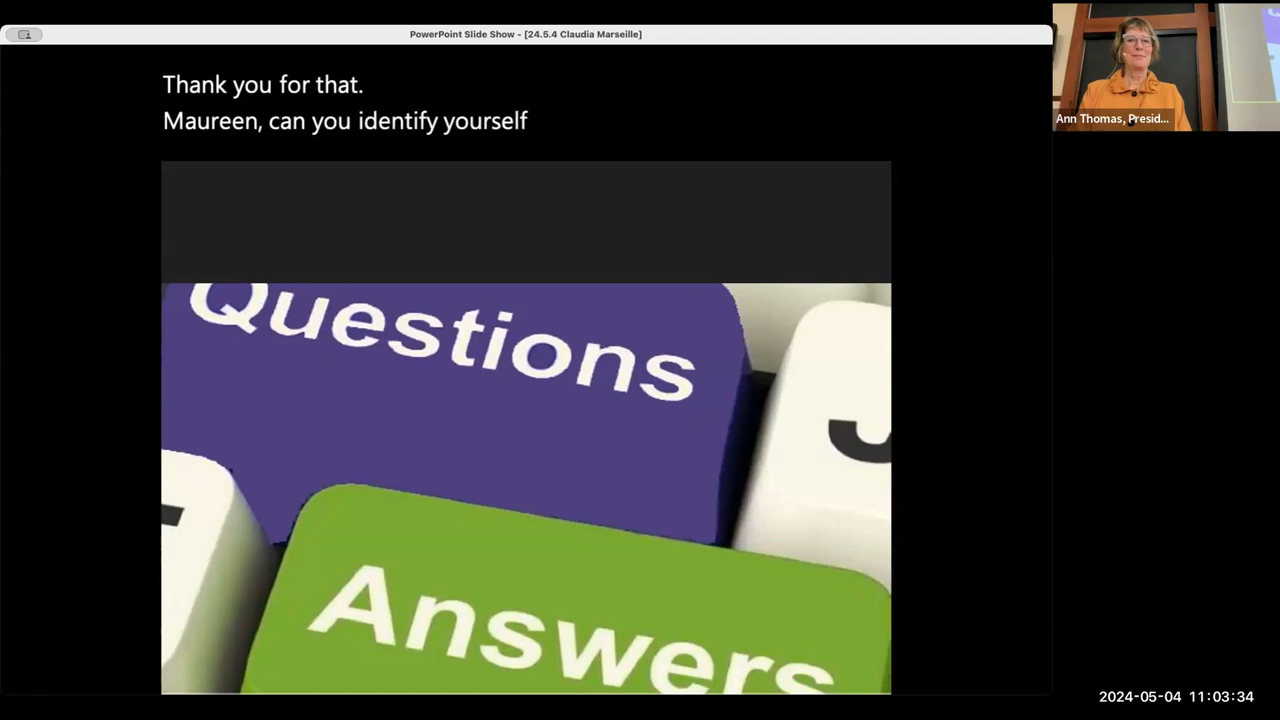 PowerPoint Slide Show - [24.5.4 Claudia Marseille]
Thank you for that.
Maureen, can you identify yourself
Ann Thomas, Presid...
Questions
J
Answers
2024-05-04 11:03:34